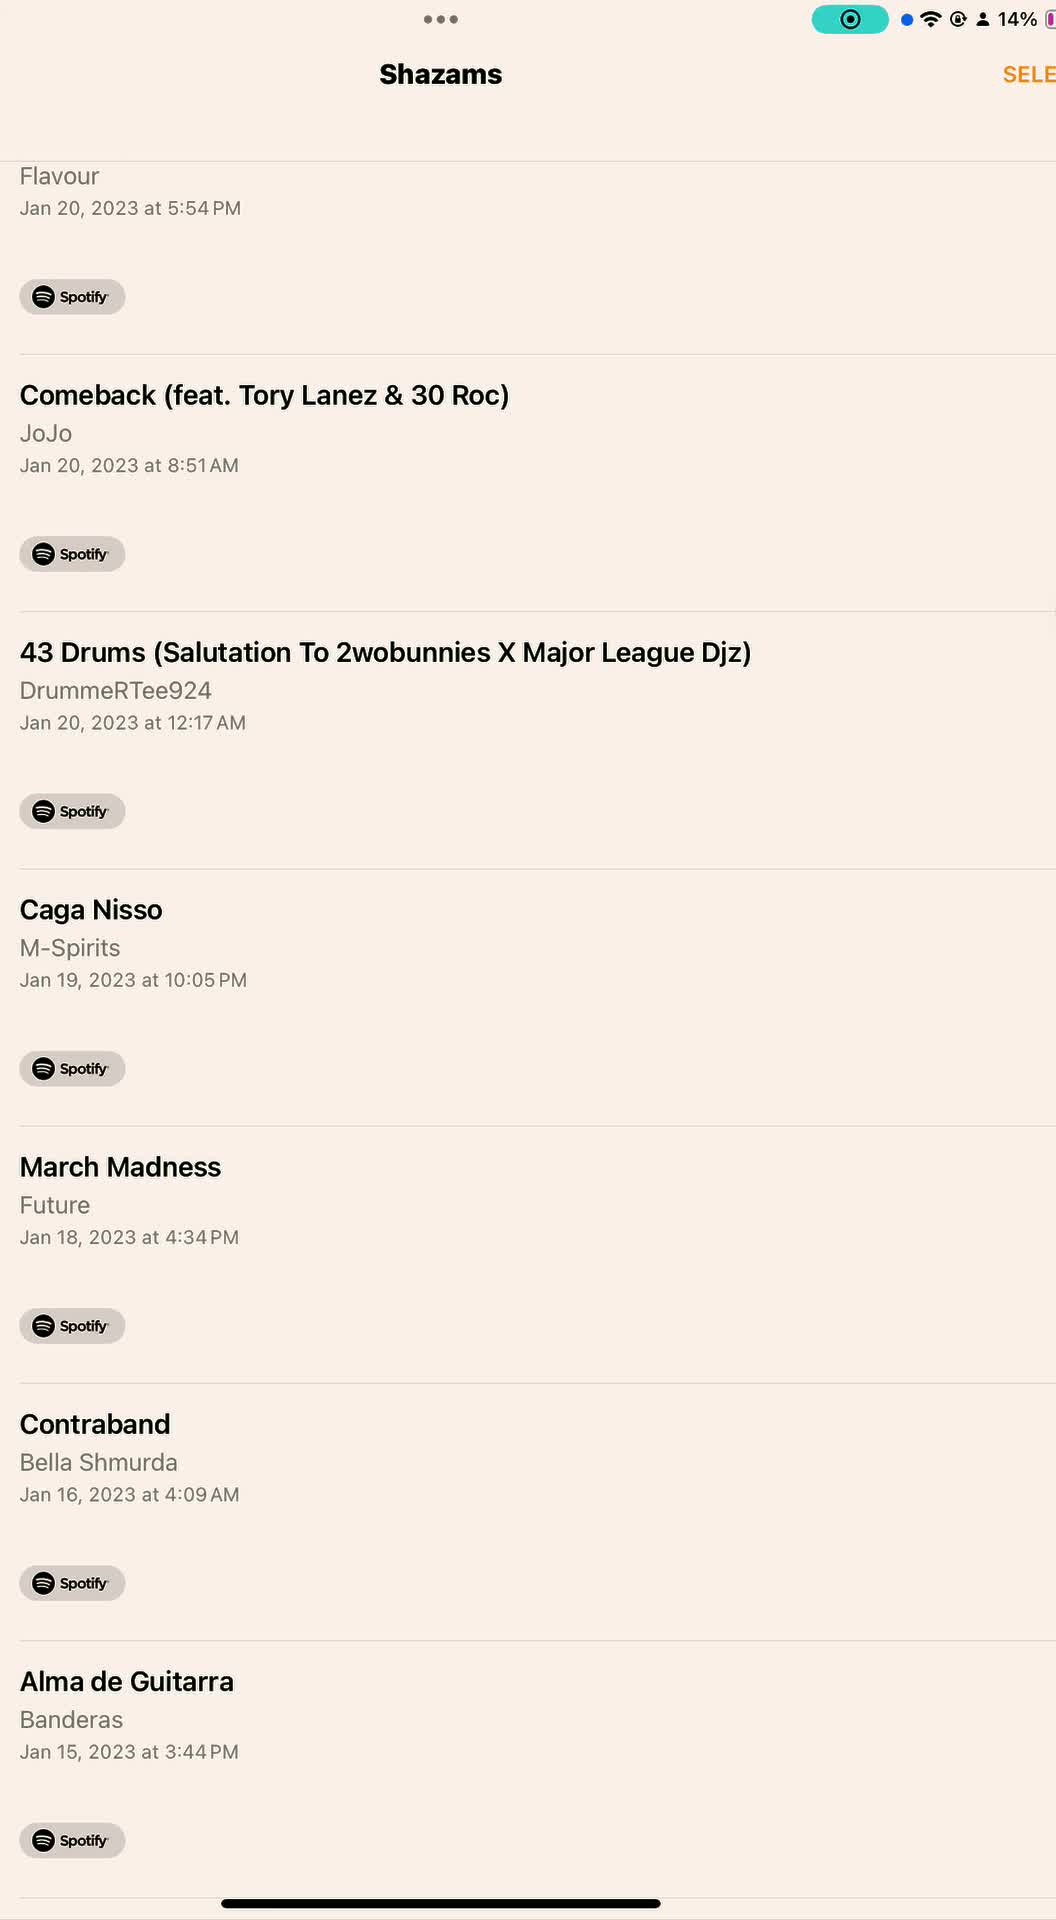 14%
Shazams
SELE
Flavour
Jan 20, 2023 at 5:54 PM
Spotify
Comeback (feat. Tory Lanez & 30 Roc)
JoJo
Jan 20, 2023 at 8:51 AM
Spotify
43 Drums (Salutation To 2wobunnies X Major League Djz)
DrummeRTee924
Jan 20, 2023 at 12:17 AM
Spotify
Caga Nisso
M-Spirits
Jan 19, 2023 at 10:05 PM
Spotify
March Madness
Future
Jan 18, 2023 at 4:34 PM
Spotify
Contraband
Bella Shmurda
Jan 16, 2023 at 4:09 AM
Spotify
Alma de Guitarra
Banderas
Jan 15, 2023 at 3:44 PM
Spotify